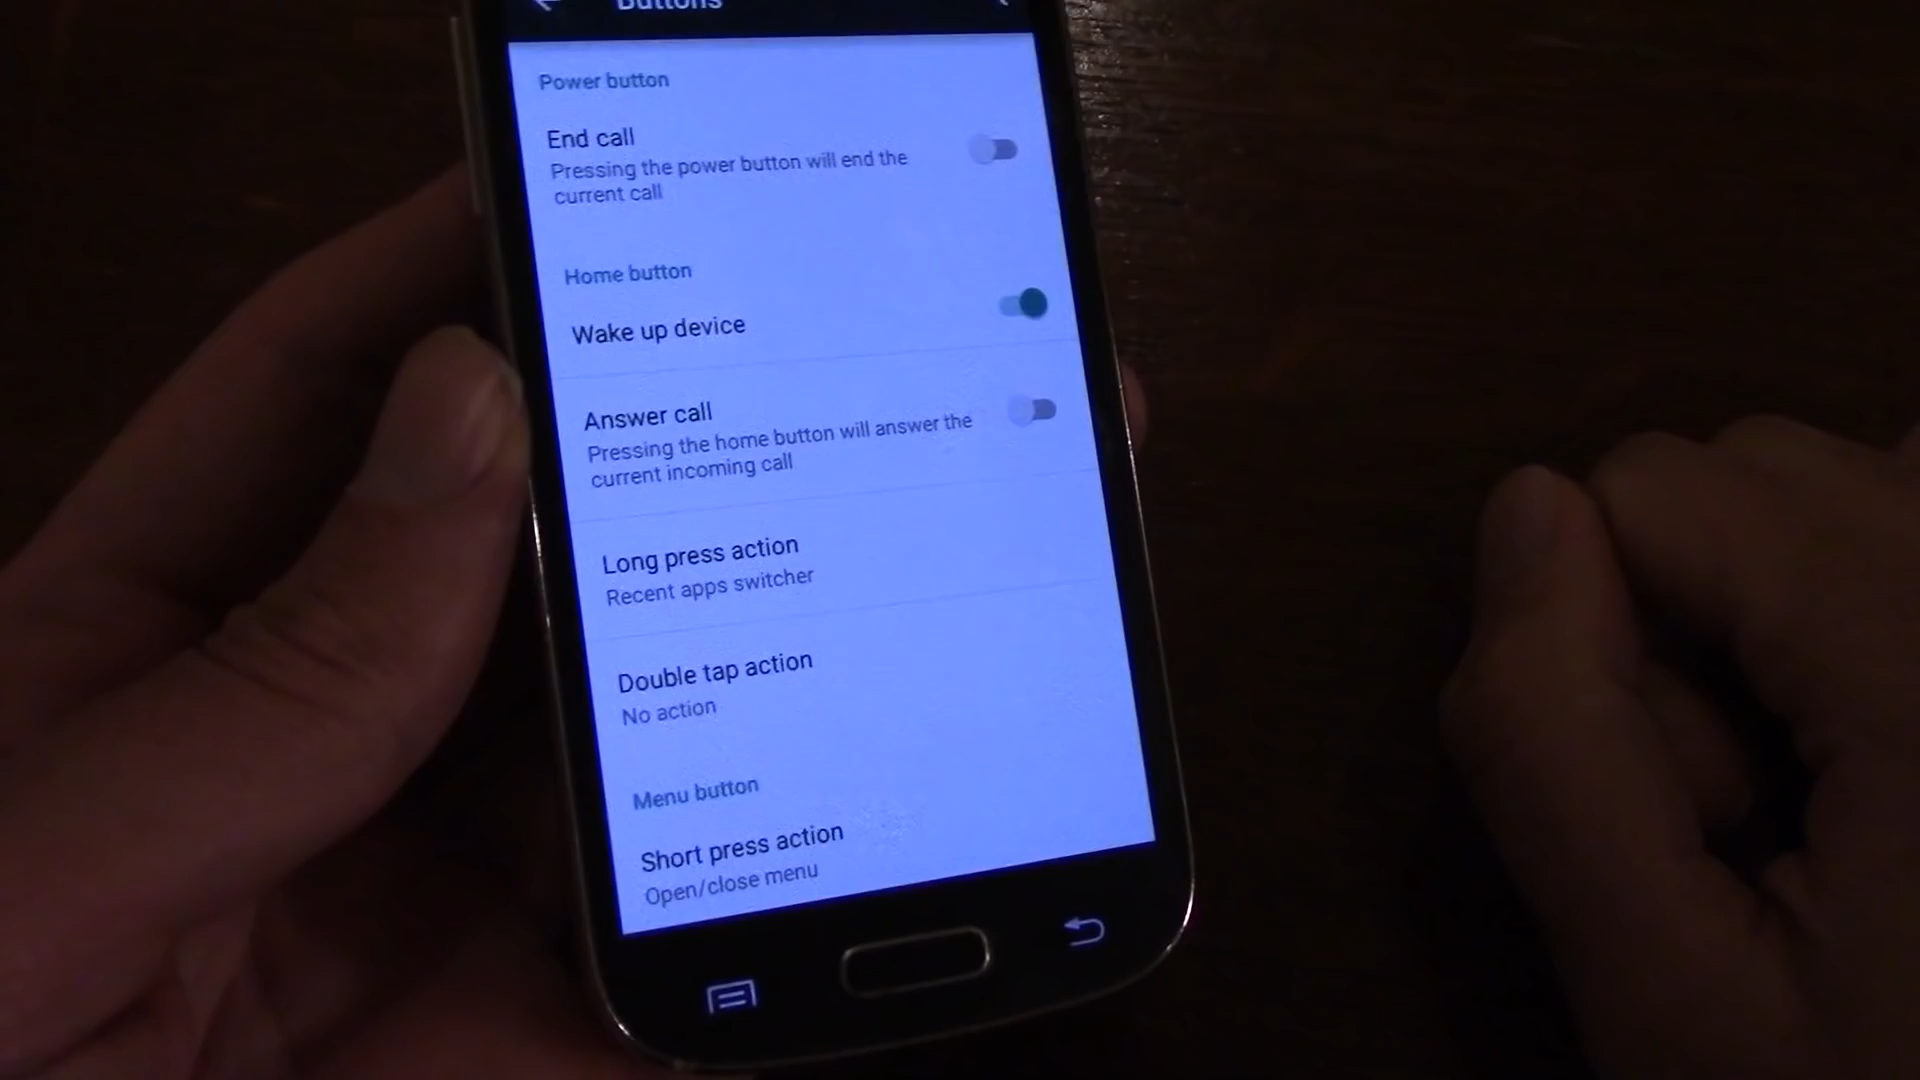 Buttons
Power button
End call
Pressing the power button will end the
current call
Home button
Wake up device
Answer call
Pressing the home button will answer the
current incoming call
Long press action
Recent apps switcher
Double tap action
No action
Menu button
Short press action
Open/close menu